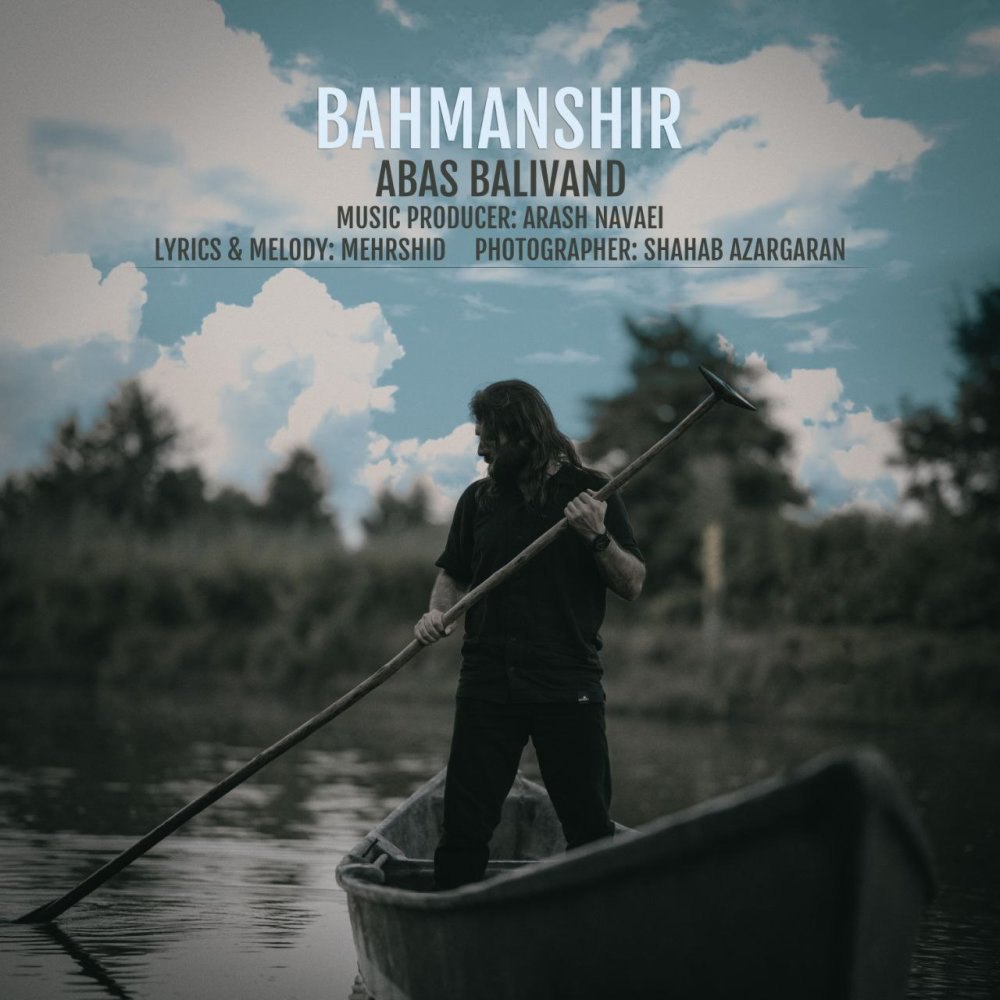 BAHMANSHIR
ABAS BALIVAND
MUSIC PRODUCER: ARASH NAVAEI
LYRICS & MELODY: MEHRSHID PHOTOGRAPHER: SHAHAB AZARGARAN